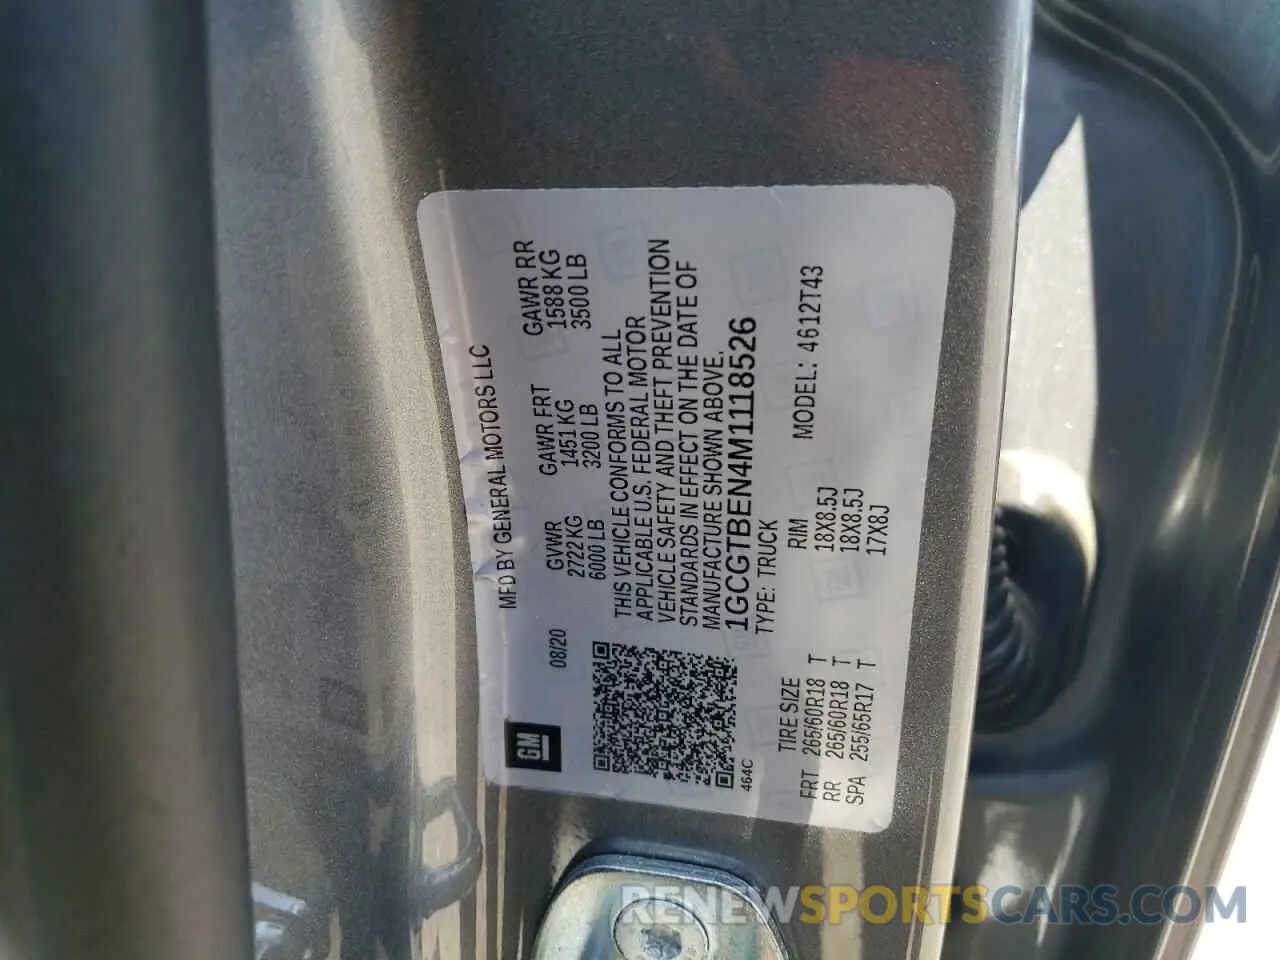 MFD BY GENERAL MOTORS LLC
GM
08/20
GVWR GAWR FRT GAWR RR
2722 KG 1451 KG 1588 KG
6000 LB 3200 LB 3500 LB
THIS VEHICLE CONFORMS TO ALL
APPLICABLE U.S. FEDERAL MOTOR
VEHICLE SAFETY AND THEFT PREVENTION
STANDARDS IN EFFECT ON THE DATE OF
MANUFACTURE SHOWN ABOVE.
1GCGTBEN4M1118526
464C
TYPE: TRUCK
MODEL: 4612T43
TIRE SIZE RIM
FRT 265/60R18 T 18X8.5J
RR 265/60R18 T 18X8.5J
SPA 255/65R17 T 17X8J
RENEWSPORTSCARS.COM